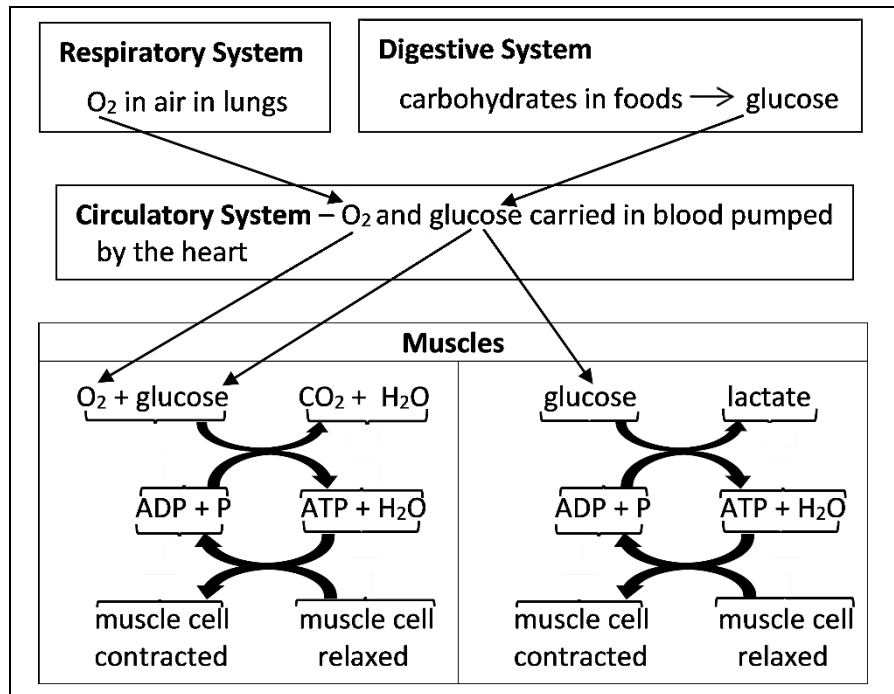 Respiratory System
O₂ in air in lungs
Digestive System
carbohydrates in foods → glucose
Circulatory System – O₂ and glucose carried in blood pumped
by the heart
Muscles
O₂ + glucose
CO₂ + H₂O
ADP + P
ATP + H₂O
muscle cell
contracted
muscle cell
relaxed
glucose
lactate
ADP + P
ATP + H₂O
muscle cell
contracted
muscle cell
relaxed